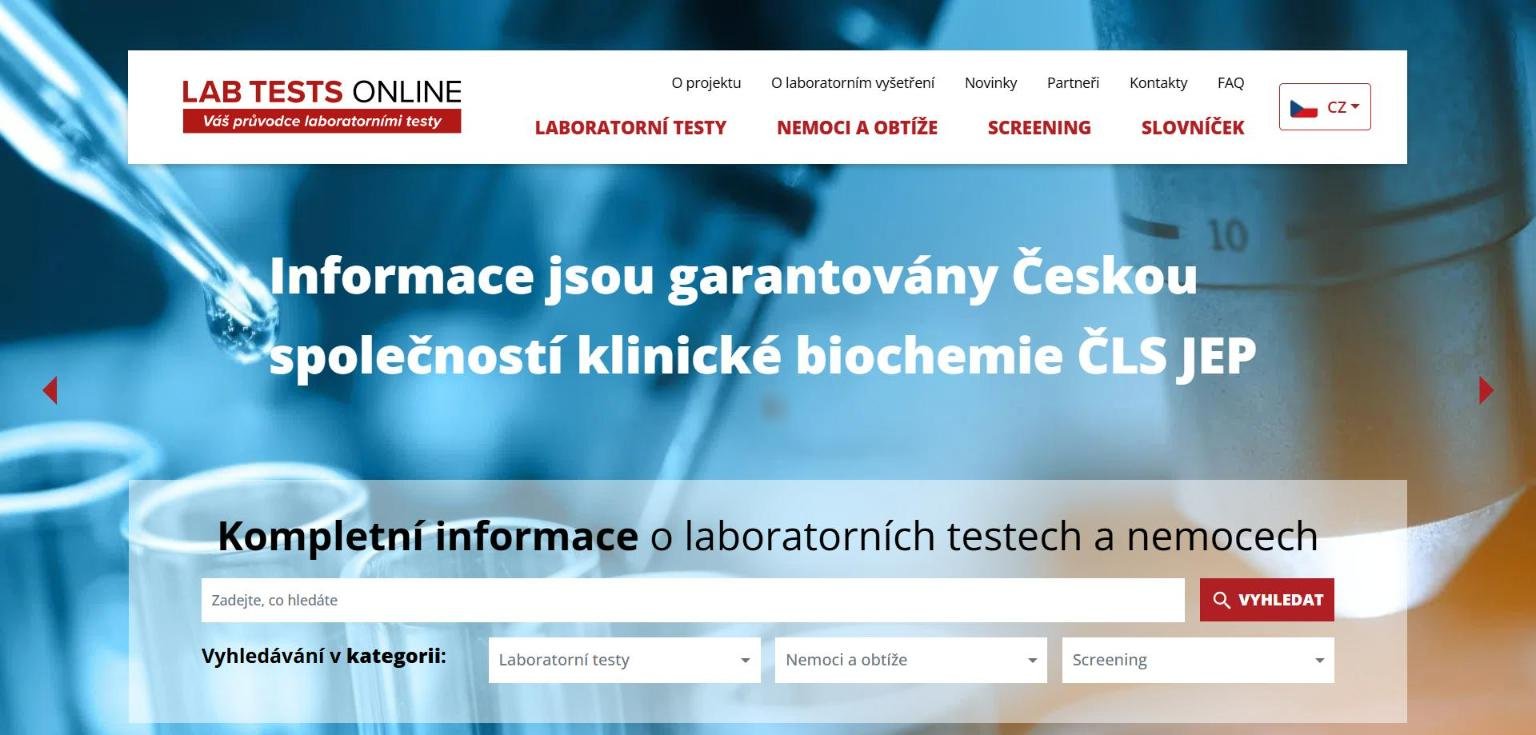 LAB TESTS ONLINE
Váš průvodce laboratorními testy
O projektu O laboratorním vyšetření Novinky Partneři Kontakty FAQ
CZ
LABORATORNÍ TESTY NEMOCI A OBTÍŽE SCREENING SLOVNÍČEK
10
Informace jsou garantovány Českou
společností klinické biochemie ČLS JEP
Kompletní informace o laboratorních testech a nemocech
Zadejte, co hledáte VYHLEDAT
Vyhledávání v kategorii: Laboratorní testy Nemoci a obtíže Screening